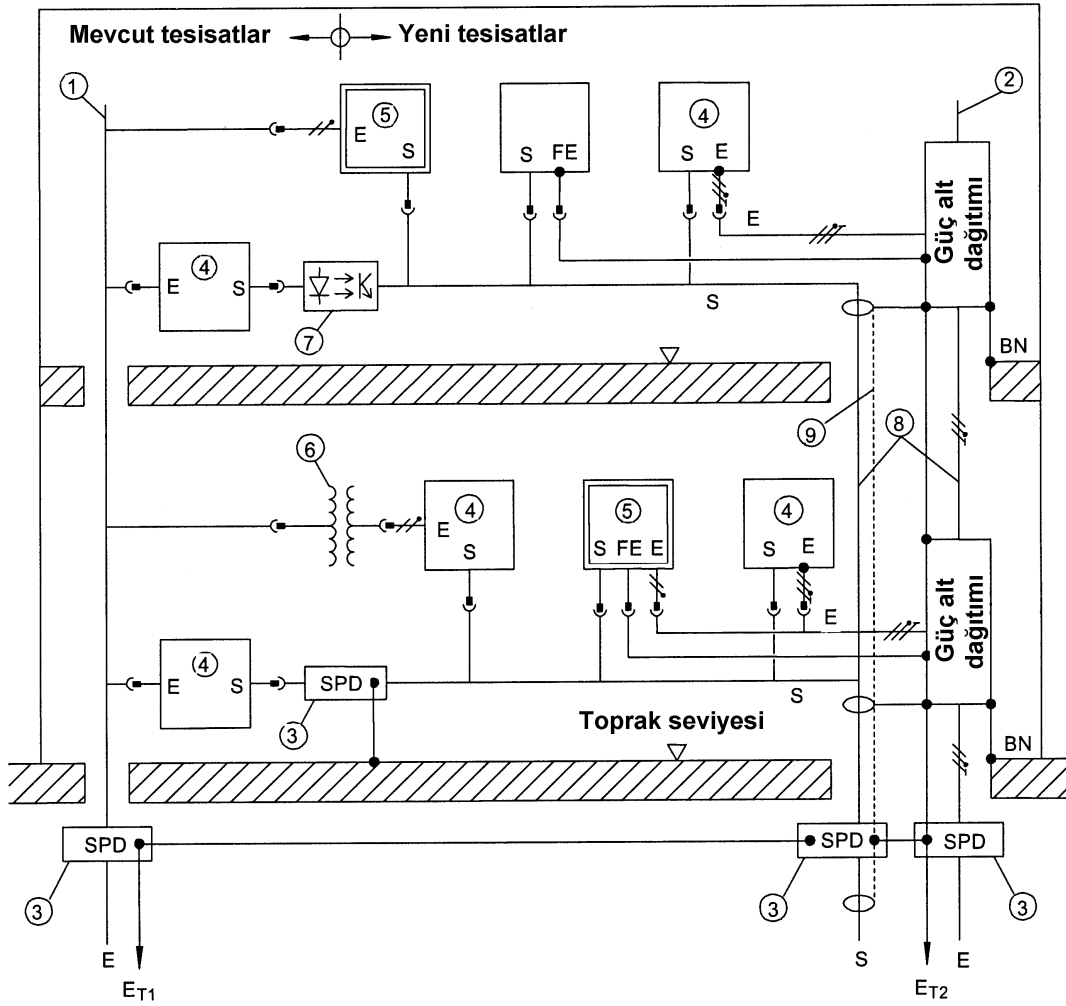 Mevcut tesisatlar
Yeni tesisatlar
1
2
5
E
S
S
FE
4
S
E
E
Güç alt dağıtımı
4
E
S
7
S
BN
9
8
6
4
E
S
5
S
FE
E
4
S
E
E
Güç alt dağıtımı
4
E
S
SPD
3
S
Toprak seviyesi
BN
SPD
SPD
SPD
3
3
3
E
ET1
S
ET2
E